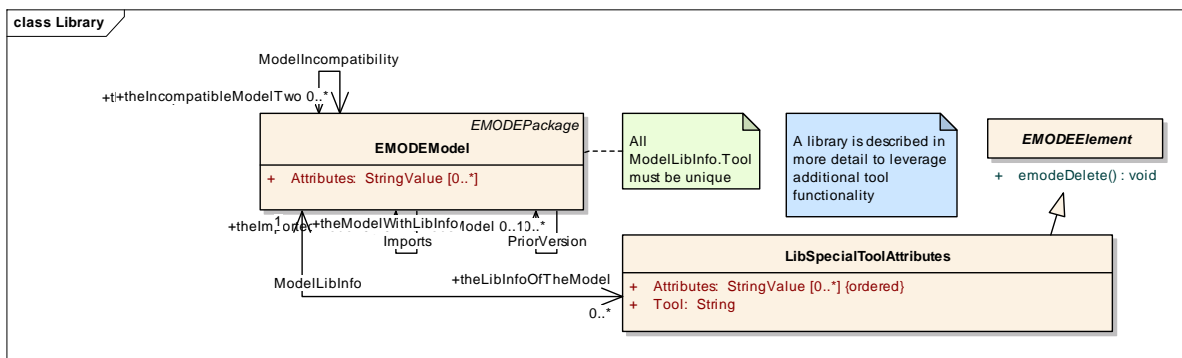 class Library
ModelIncompatibility
+theIncompatibleModelTwo 0..*
EMODEPackage
EMODEModel
+ Attributes: StringValue [0..*]
All
ModelLibInfo.Tool
must be unique
A library is described in
more detail to leverage
additional tool
functionality
EMODEElement
+ emodeDelete() : void
1
+theModelWithLibInfo
Imports
PriorVersion
ModelLibInfo
+theLibInfoOfTheModel
0..*
LibSpecialToolAttributes
+ Attributes: StringValue [0..*] {ordered}
+ Tool: String